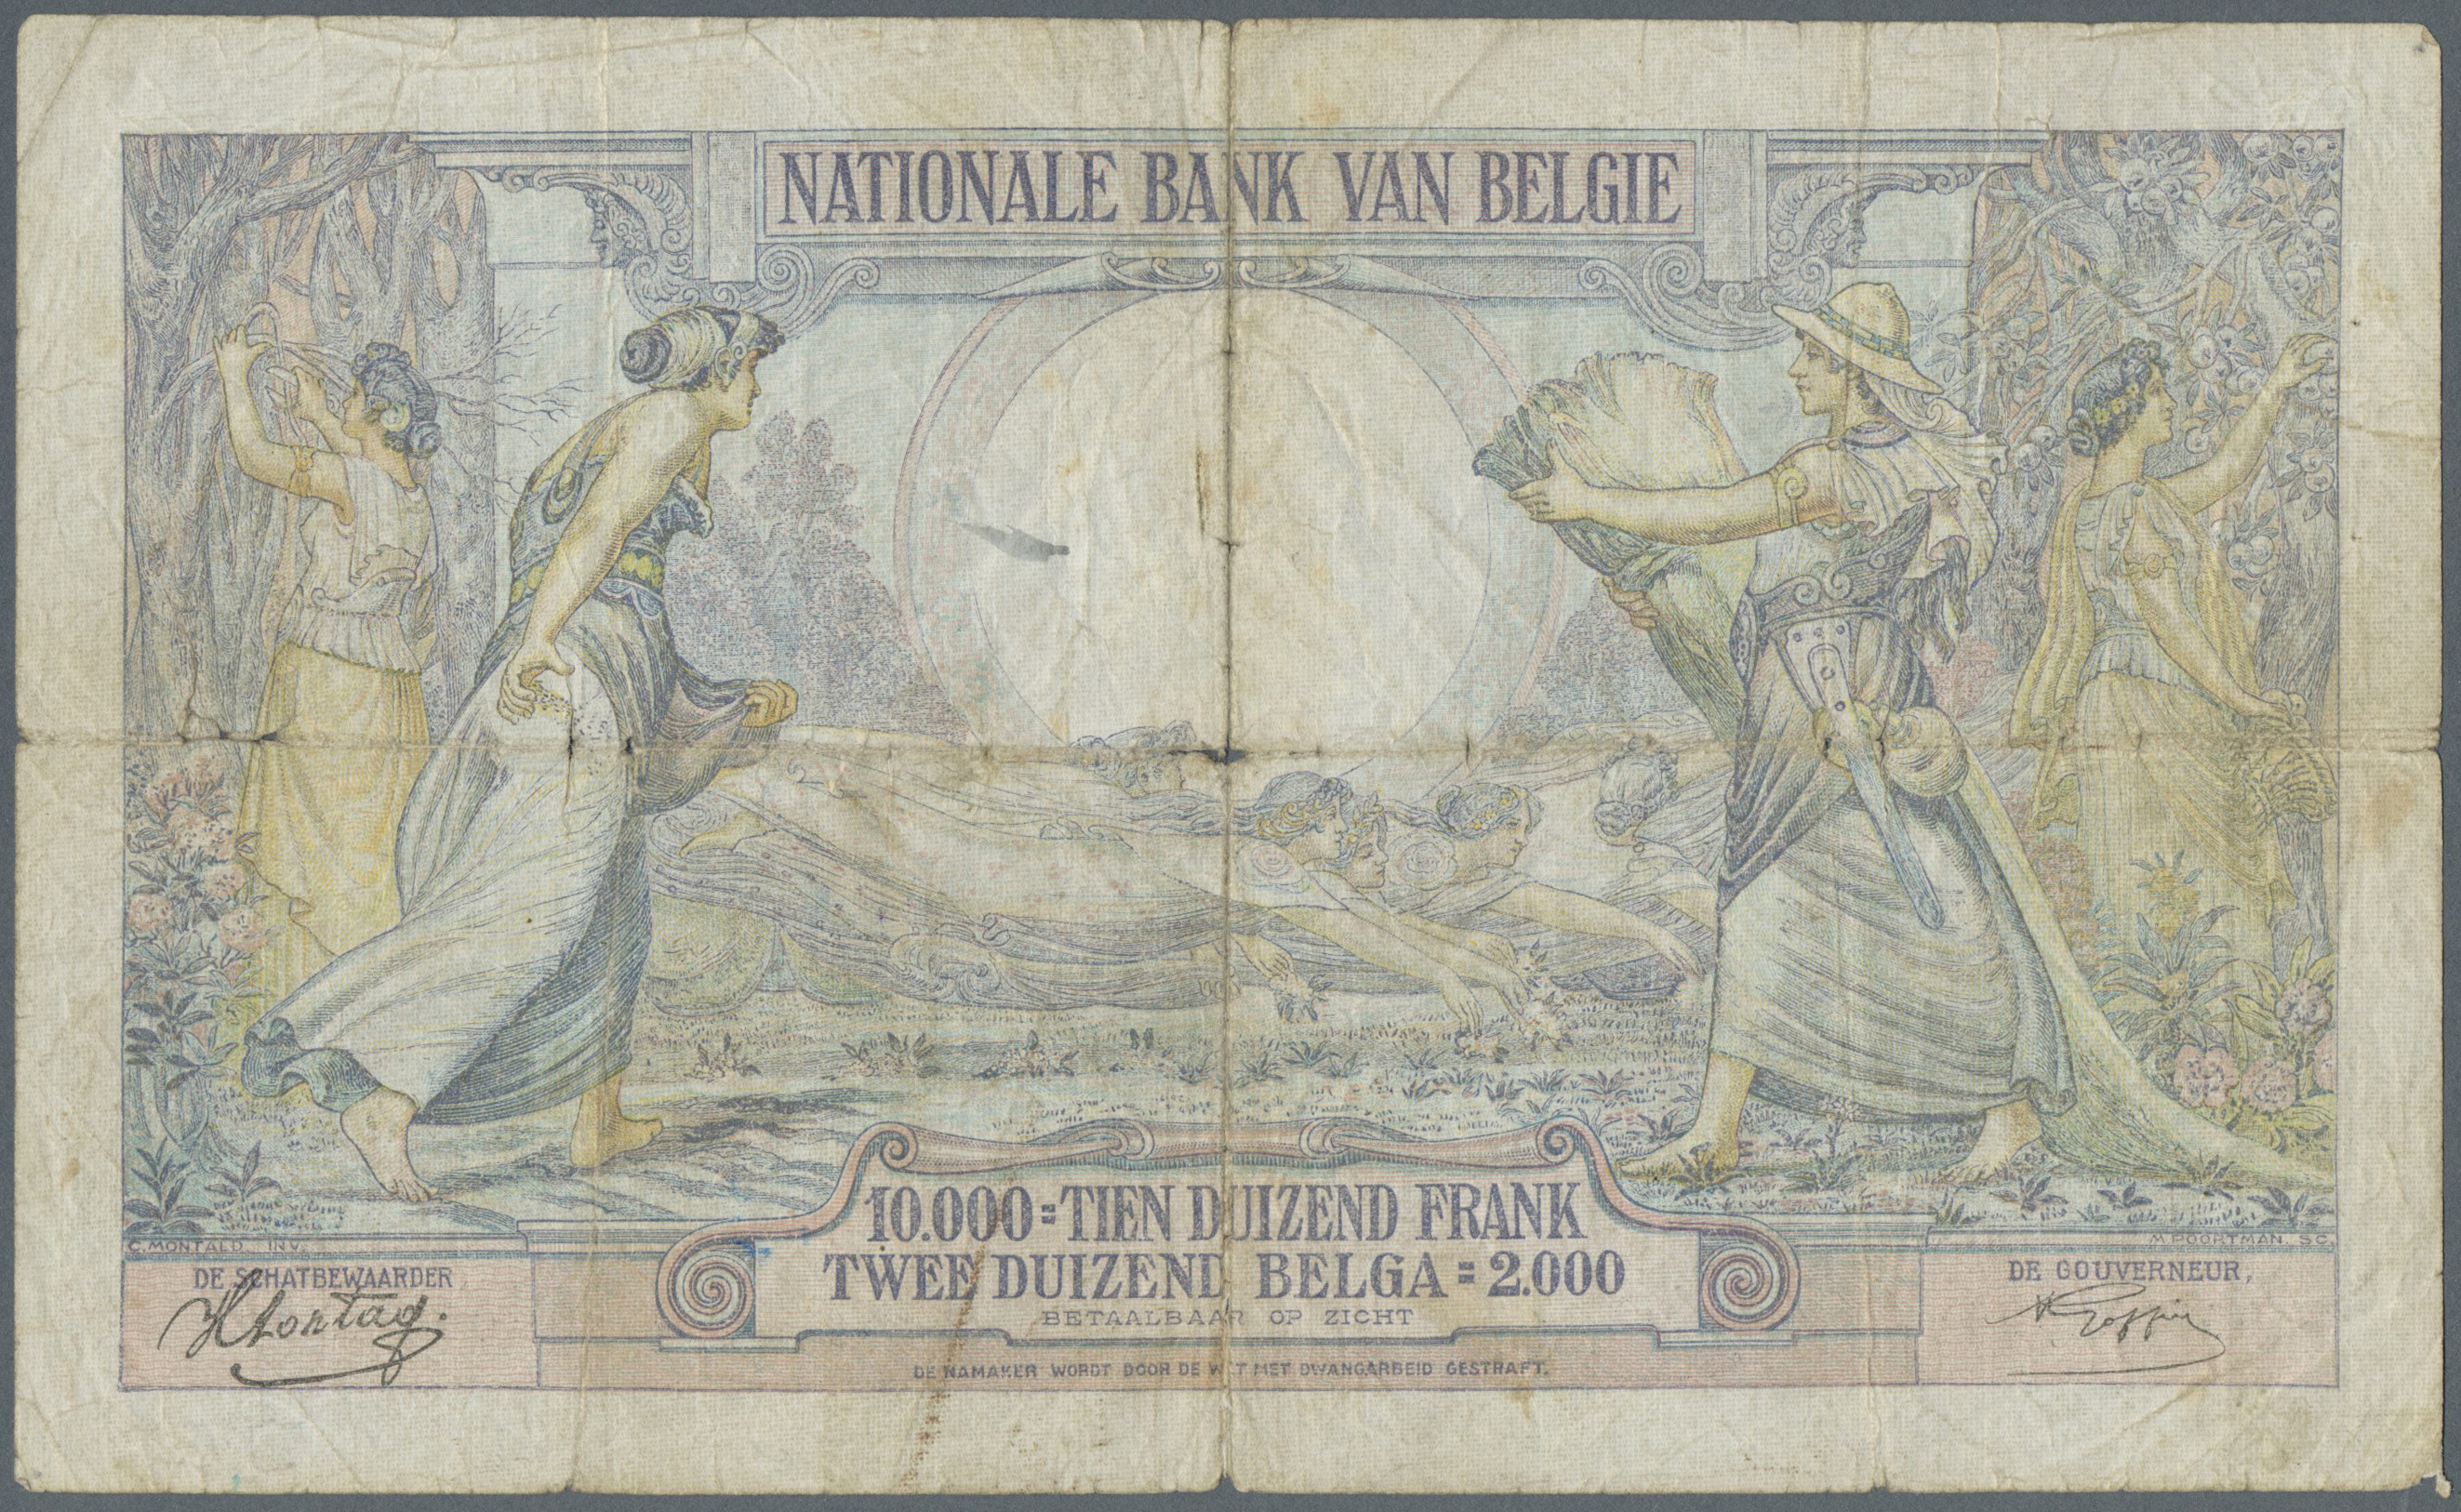 NATIONALE BANK VAN BELGIE
10.000=TIEN DUIZEND FRANK
TWEE DUIZEND BELGA=2.000
BETAALBAAR OP ZICHT
C. MONTALD. INV.
M. POORTMAN. SC.
DE SCHATBEWAARDER
DE GOUVERNEUR,
DE NAMAKER WORDT DOOR DE WET MET DWANGARBEID GESTRAFT.